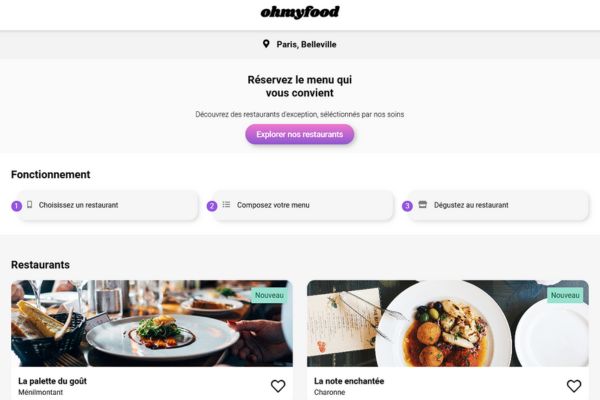 ohmyfood
Paris, Belleville
Réservez le menu qui
vous convient
Découvrez des restaurants d'exception, séléctionnés par nos soins
Explorer nos restaurants
Fonctionnement
1 Choisissez un restaurant
2 Composez votre menu
3 Dégustez au restaurant
Restaurants
Nouveau
Nouveau
La palette du goût
Ménilmontant
La note enchantée
Charonne